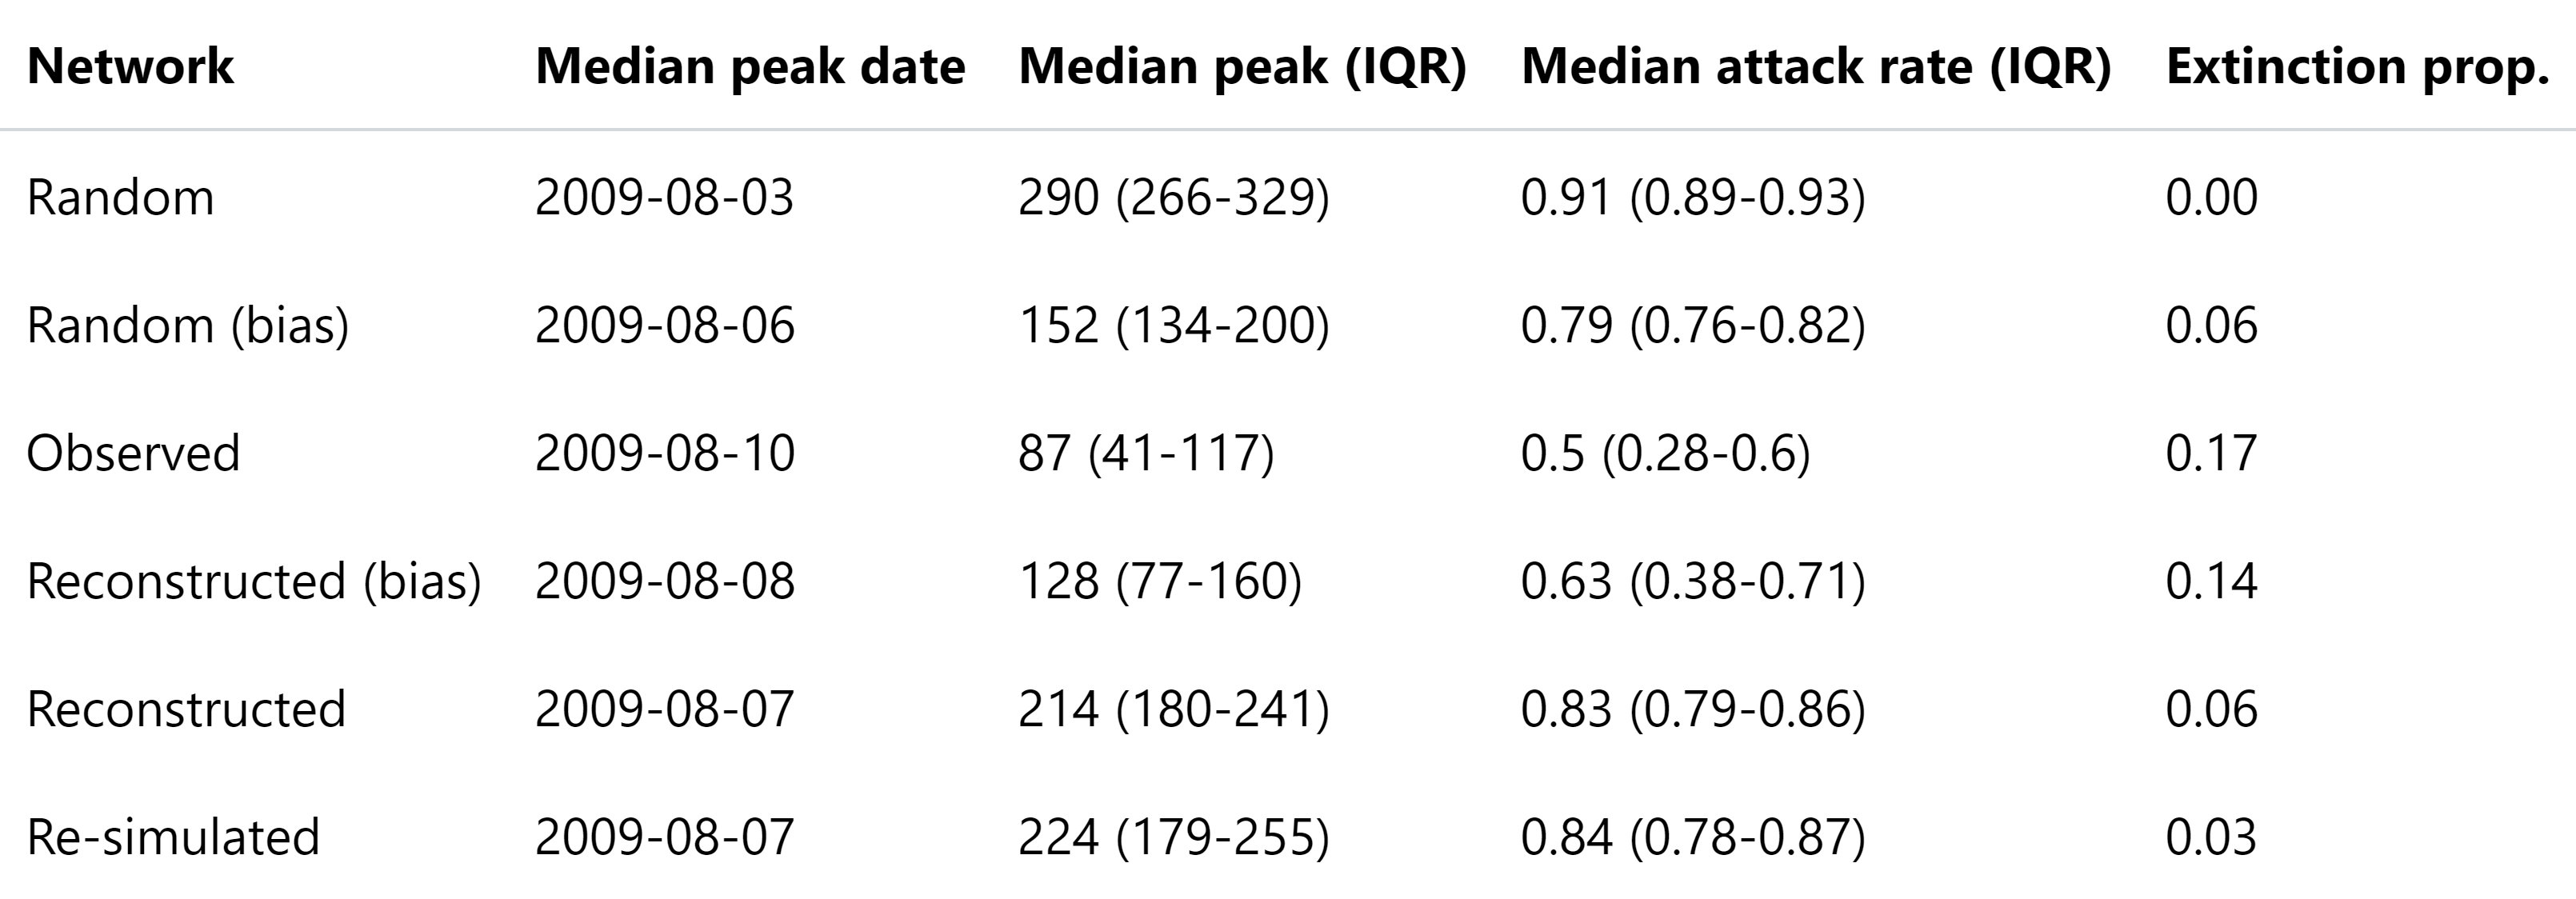 Network Median peak date Median peak (IQR) Median attack rate (IQR) Extinction prop.
Random 2009-08-03 290 (266-329) 0.91 (0.89-0.93) 0.00
Random (bias) 2009-08-06 152 (134-200) 0.79 (0.76-0.82) 0.06
Observed 2009-08-10 87 (41-117) 0.5 (0.28-0.6) 0.17
Reconstructed (bias) 2009-08-08 128 (77-160) 0.63 (0.38-0.71) 0.14
Reconstructed 2009-08-07 214 (180-241) 0.83 (0.79-0.86) 0.06
Re-simulated 2009-08-07 224 (179-255) 0.84 (0.78-0.87) 0.03